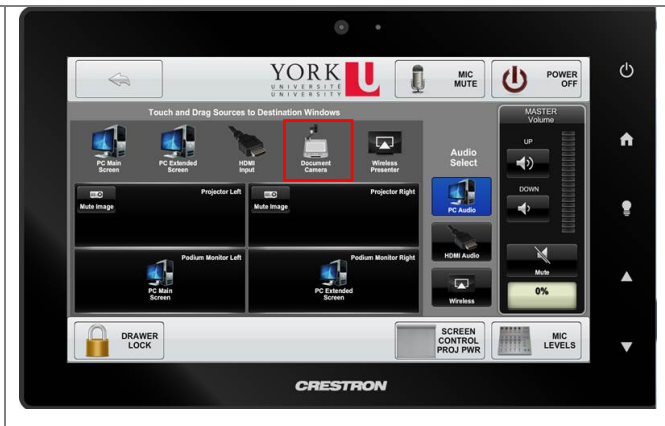 YORK U
UNIVERSITÉ
UNIVERSITY
MIC
MUTE
POWER
OFF
Touch and Drag Sources to Destination Windows
PC Main
Screen
PC Extended
Screen
HDMI
Input
Document
Camera
Wireless
Presenter
Audio
Select
MASTER
Volume
UP
DOWN
Mute
0%
Mute Image
Projector Left
Mute Image
Projector Right
PC Audio
Podium Monitor Left
PC Main
Screen
Podium Monitor Right
PC Extended
Screen
HDMI Audio
Wireless
DRAWER
LOCK
SCREEN
CONTROL
PROJ PWR
MIC
LEVELS
CRESTRON